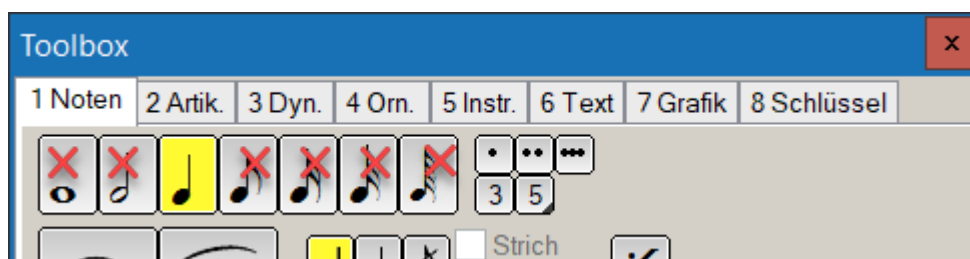 Toolbox
x
1 Noten 2 Artik. 3 Dyn. 4 Orn. 5 Instr. 6 Text 7 Grafik 8 Schlüssel
3 5
Strich